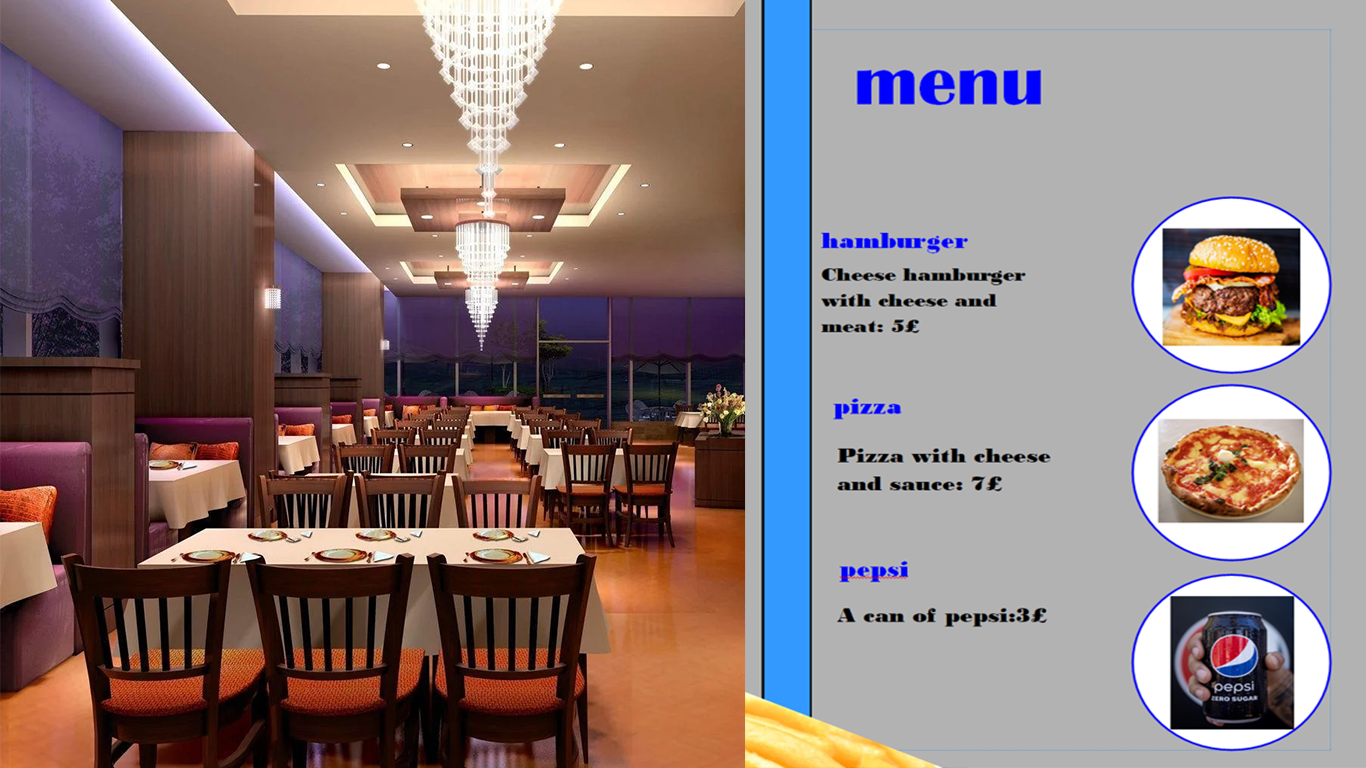 menu
hamburger
Cheese hamburger
with cheese and
meat: 5£
pizza
Pizza with cheese
and sauce: 7£
pepsi
A can of pepsi:3£
pepsi
ZERO SUGAR